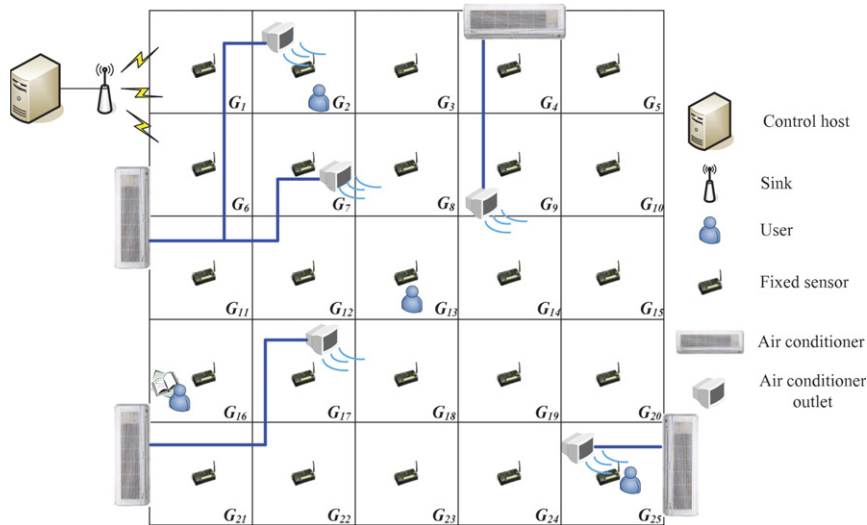 G1 G2 G3 G4 G5
G6 G7 G8 G9 G10
G11 G12 G13 G14 G15
G16 G17 G18 G19 G20
G21 G22 G23 G24 G25
Control host
Sink
User
Fixed sensor
Air conditioner
Air conditioner
outlet